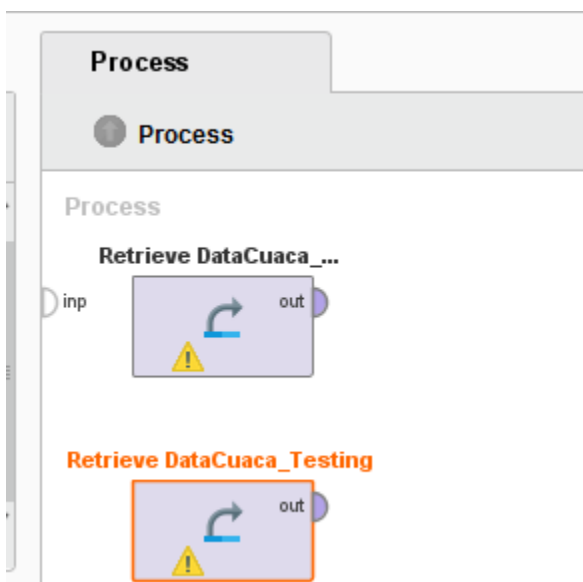 Process
Process
Process
Retrieve DataCuaca_...
inp
out
Retrieve DataCuaca_Testing
out